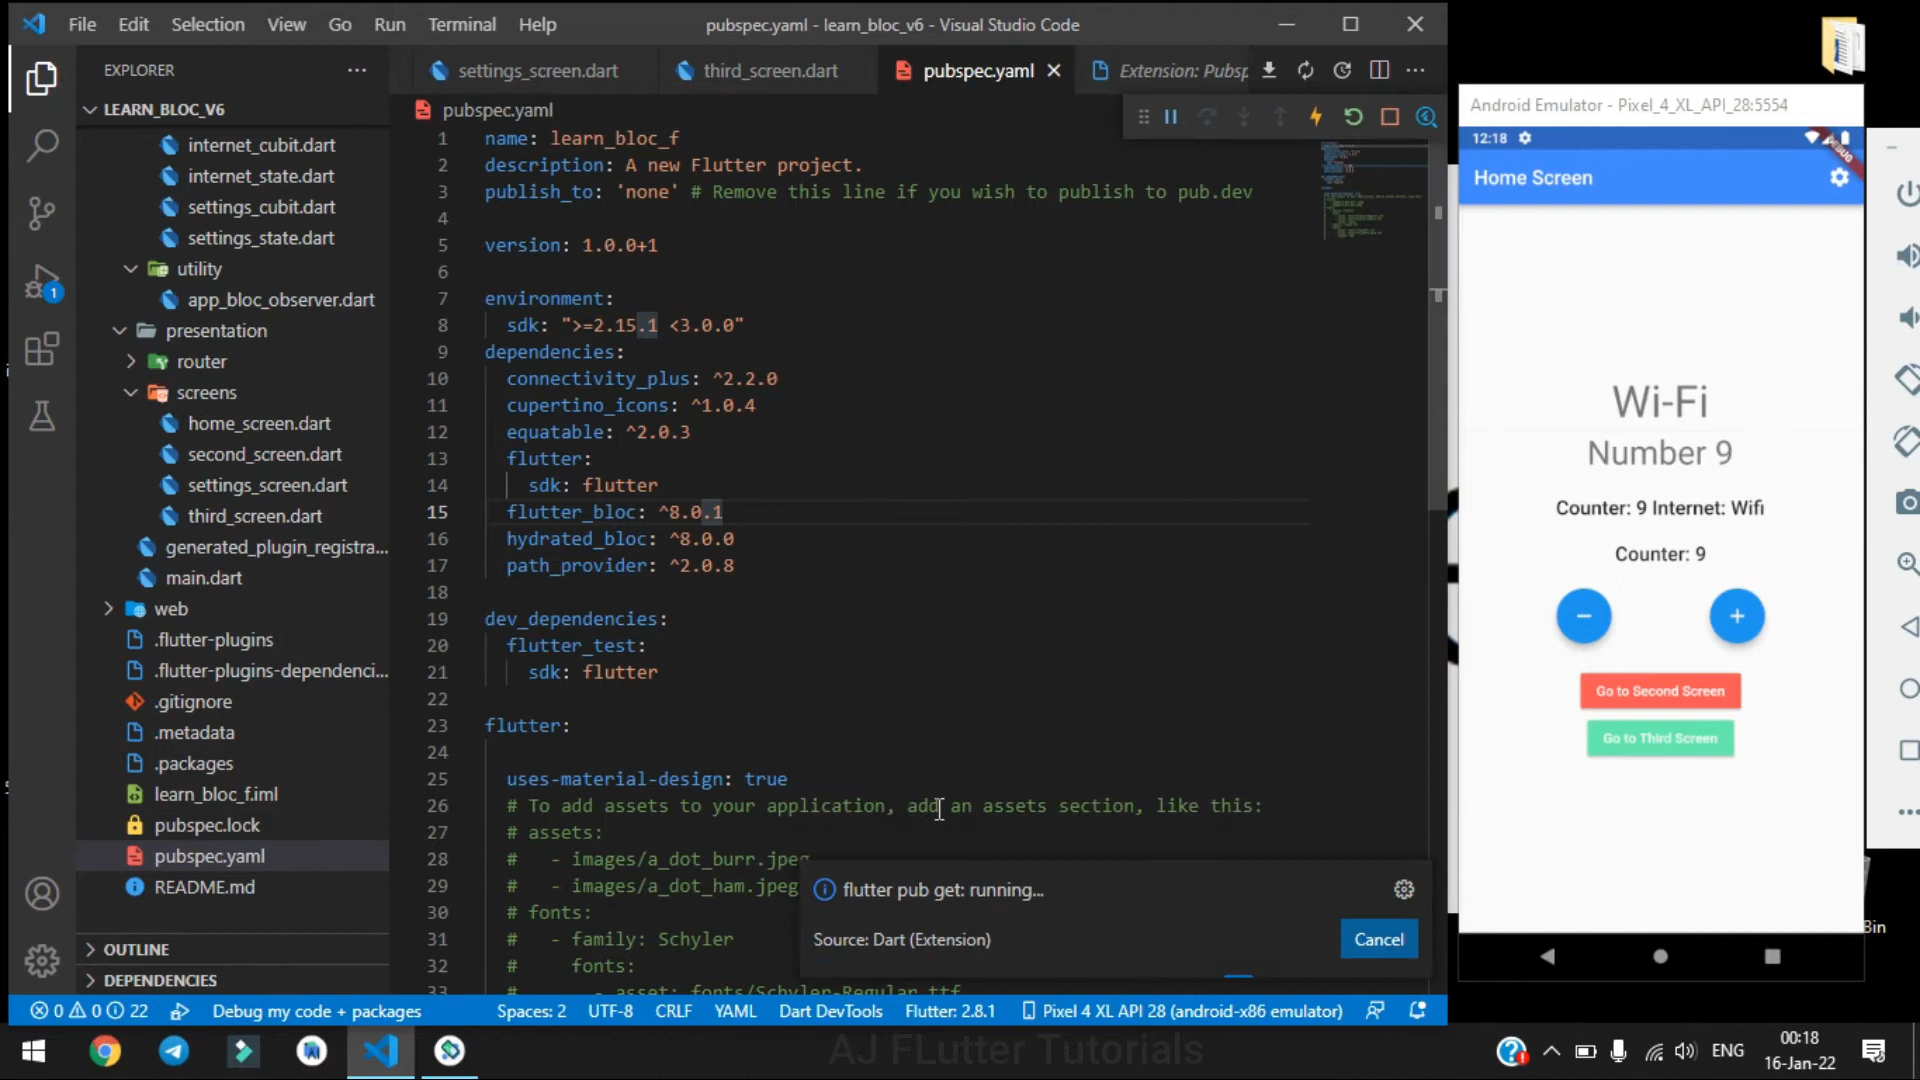 File Edit Selection View Go Run Terminal Help
pubspec.yaml - learn_bloc_v6 - Visual Studio Code
EXPLORER
settings_screen.dart
third_screen.dart
pubspec.yaml
Extension: Pubsp
LEARN_BLOC_V6
internet_cubit.dart
internet_state.dart
settings_cubit.dart
settings_state.dart
utility
app_bloc_observer.dart
presentation
router
screens
home_screen.dart
second_screen.dart
settings_screen.dart
third_screen.dart
generated_plugin_registra...
main.dart
web
.flutter-plugins
.flutter-plugins-dependenci...
.gitignore
.metadata
.packages
learn_bloc_f.iml
pubspec.lock
pubspec.yaml
README.md
OUTLINE
DEPENDENCIES
1
pubspec.yaml
1 name: learn_bloc_f
2 description: A new Flutter project.
3 publish_to: 'none' # Remove this line if you wish to publish to pub.dev
4
5 version: 1.0.0+1
6
7 environment:
8 sdk: ">=2.15.1 <3.0.0"
9 dependencies:
10 connectivity_plus: ^2.2.0
11 cupertino_icons: ^1.0.4
12 equatable: ^2.0.3
13 flutter:
14 sdk: flutter
15 flutter_bloc: ^8.0.1
16 hydrated_bloc: ^8.0.0
17 path_provider: ^2.0.8
18
19 dev_dependencies:
20 flutter_test:
21 sdk: flutter
22
23 flutter:
24
25 uses-material-design: true
26 # To add assets to your application, add an assets section, like this:
27 # assets:
28 # - images/a_dot_burr.jpeg
29 # - images/a_dot_ham.jpeg
30 # fonts:
31 # - family: Schyler
32 # fonts:
33 # - asset: fonts/Schyler-Regular.ttf
flutter pub get: running...
Source: Dart (Extension)
Cancel
0 0 22 Debug my code + packages
Spaces: 2 UTF-8 CRLF YAML Dart DevTools Flutter: 2.8.1 Pixel 4 XL API 28 (android-x86 emulator)
Android Emulator - Pixel_4_XL_API_28:5554
12:18
DEBUG
Home Screen
Wi-Fi
Number 9
Counter: 9 Internet: Wifi
Counter: 9
Go to Second Screen
Go to Third Screen
Bin
AJ FLutter Tutorials
ENG
00:18
16-Jan-22